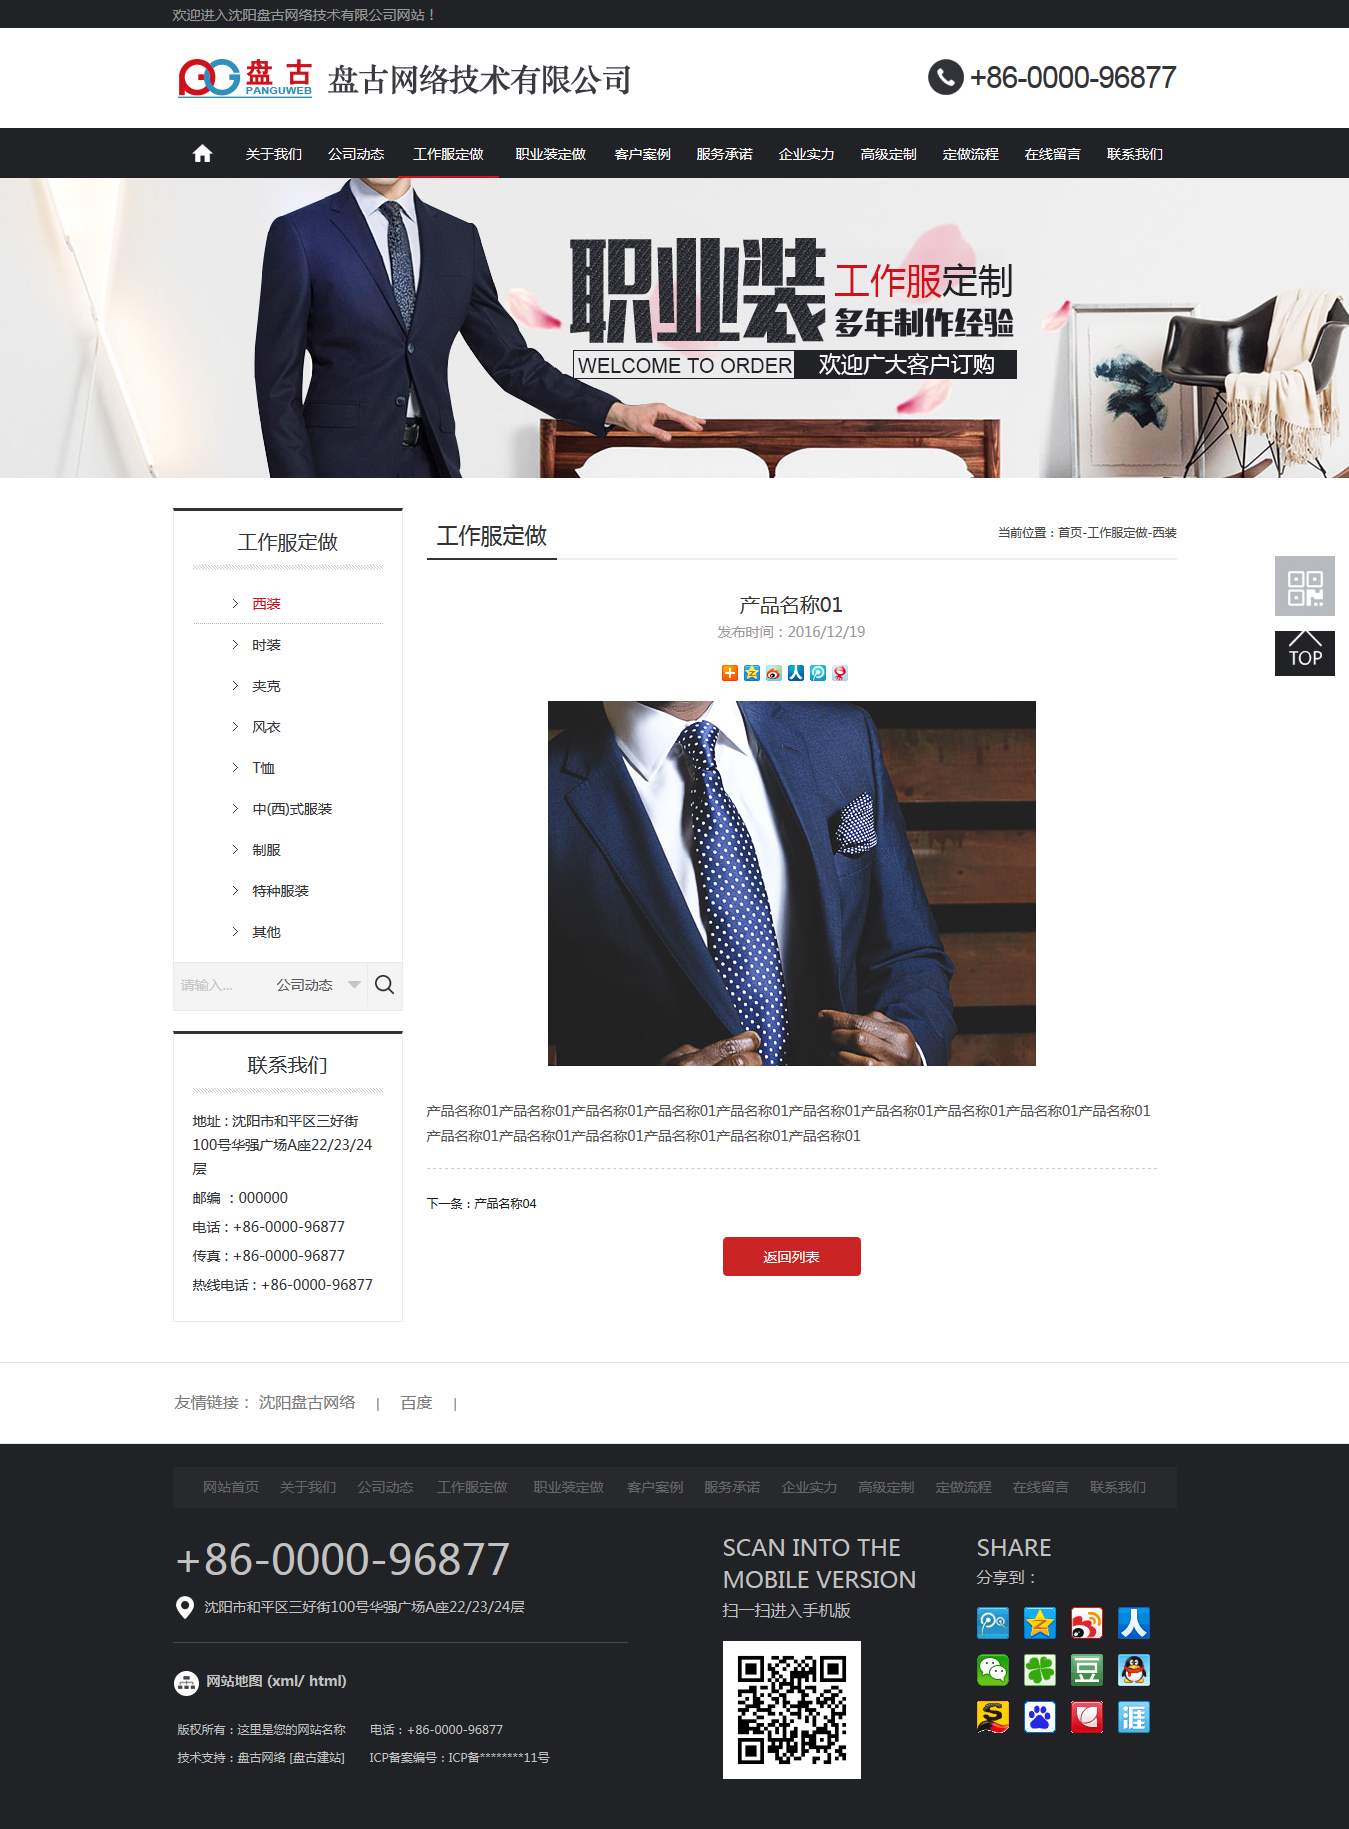 欢迎进入沈阳盘古网络技术有限公司网站！
盘古
PANGUWEB
盘古网络技术有限公司
+86-0000-96877
关于我们 公司动态 工作服定做 职业装定做 客户案例 服务承诺 企业实力 高级定制 定做流程 在线留言 联系我们
职业装
工作服定制
多年制作经验
WELCOME TO ORDER 欢迎广大客户订购
工作服定做
西装
时装
夹克
风衣
T恤
中(西)式服装
制服
特种服装
其他
请输入... 公司动态
联系我们
地址 : 沈阳市和平区三好街
100号华强广场A座22/23/24
层
邮编 ：000000
电话 : +86-0000-96877
传真 : +86-0000-96877
热线电话 : +86-0000-96877
工作服定做
当前位置 : 首页-工作服定做-西装
产品名称01
发布时间 : 2016/12/19
产品名称01产品名称01产品名称01产品名称01产品名称01产品名称01产品名称01产品名称01产品名称01产品名称01
产品名称01产品名称01产品名称01产品名称01产品名称01产品名称01
下一条 : 产品名称04
返回列表
TOP
友情链接： 沈阳盘古网络 | 百度 |
网站首页 关于我们 公司动态 工作服定做 职业装定做 客户案例 服务承诺 企业实力 高级定制 定做流程 在线留言 联系我们
+86-0000-96877
沈阳市和平区三好街100号华强广场A座22/23/24层
网站地图 (xml/ html)
版权所有 : 这里是您的网站名称 电话 : +86-0000-96877
技术支持 : 盘古网络 [盘古建站] ICP备案编号 : ICP备********11号
SCAN INTO THE
MOBILE VERSION
扫一扫进入手机版
SHARE
分享到：
人
豆
涯